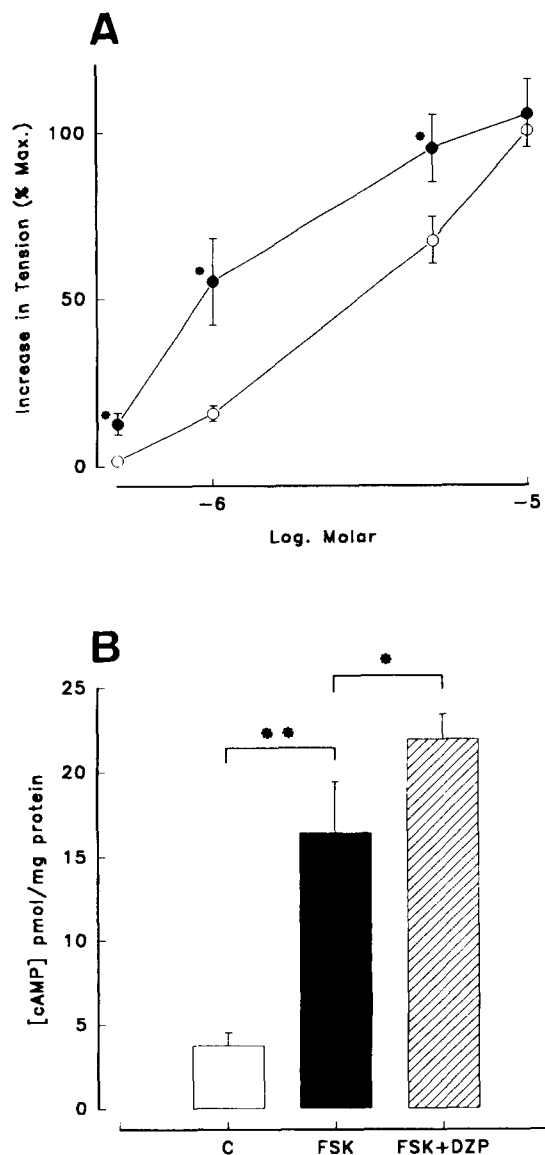 A
Increase in Tension (% Max.)
100
50
0
-6
-5
Log. Molar
B
[cAMP] pmol/mg protein
25
20
15
10
5
0
* *
*
C
FSK
FSK+DZP